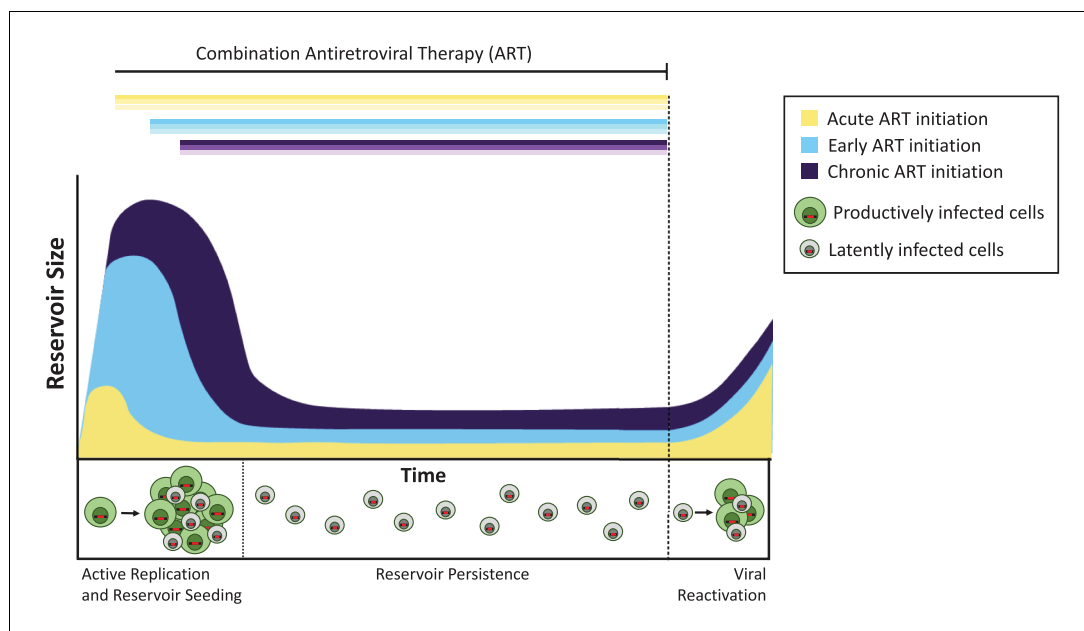 Combination Antiretroviral Therapy (ART)
Acute ART initiation
Early ART initiation
Chronic ART initiation
Productively infected cells
Latently infected cells
Reservoir Size
Time
Active Replication
and Reservoir Seeding
Reservoir Persistence
Viral
Reactivation